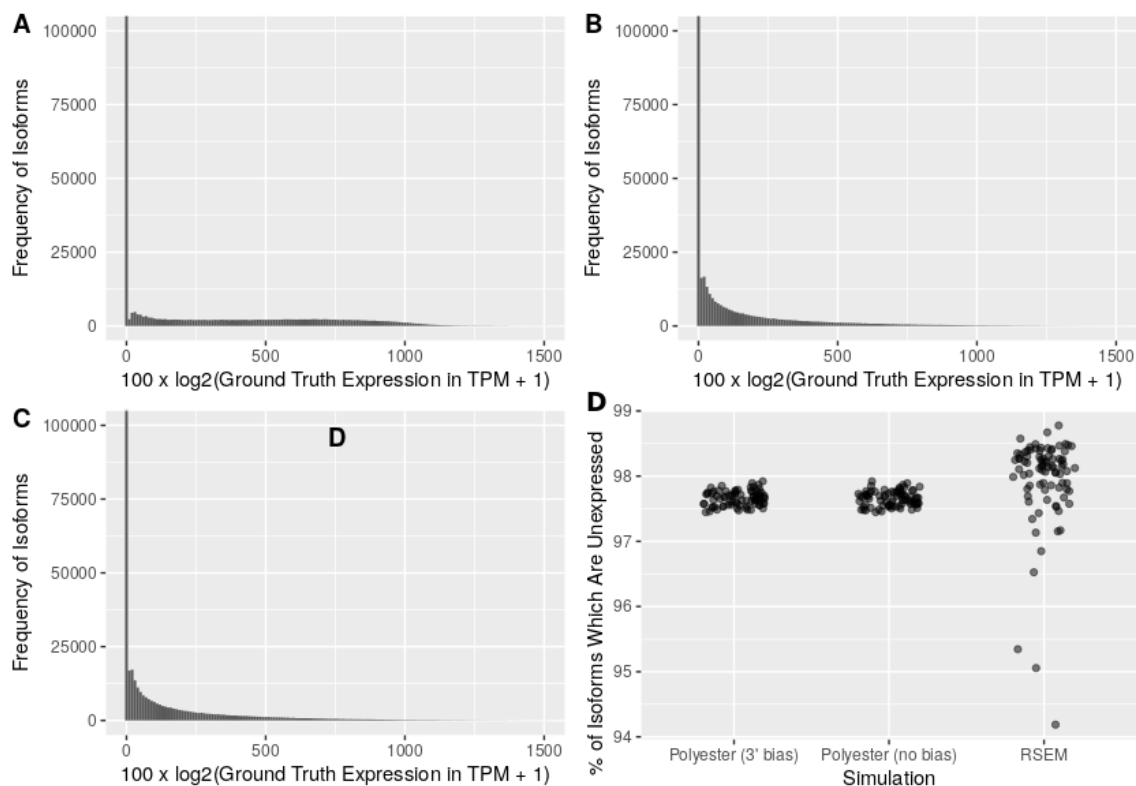 A
Frequency of Isoforms
100000
75000
50000
25000
0
0 500 1000 1500
100 x log2(Ground Truth Expression in TPM + 1)
B
Frequency of Isoforms
100000
75000
50000
25000
0
0 500 1000 1500
100 x log2(Ground Truth Expression in TPM + 1)
C
D
Frequency of Isoforms
100000
75000
50000
25000
0
0 500 1000 1500
100 x log2(Ground Truth Expression in TPM + 1)
D
% of Isoforms Which Are Unexpressed
99
98
97
96
95
94
Polyester (3' bias) Polyester (no bias) RSEM
Simulation